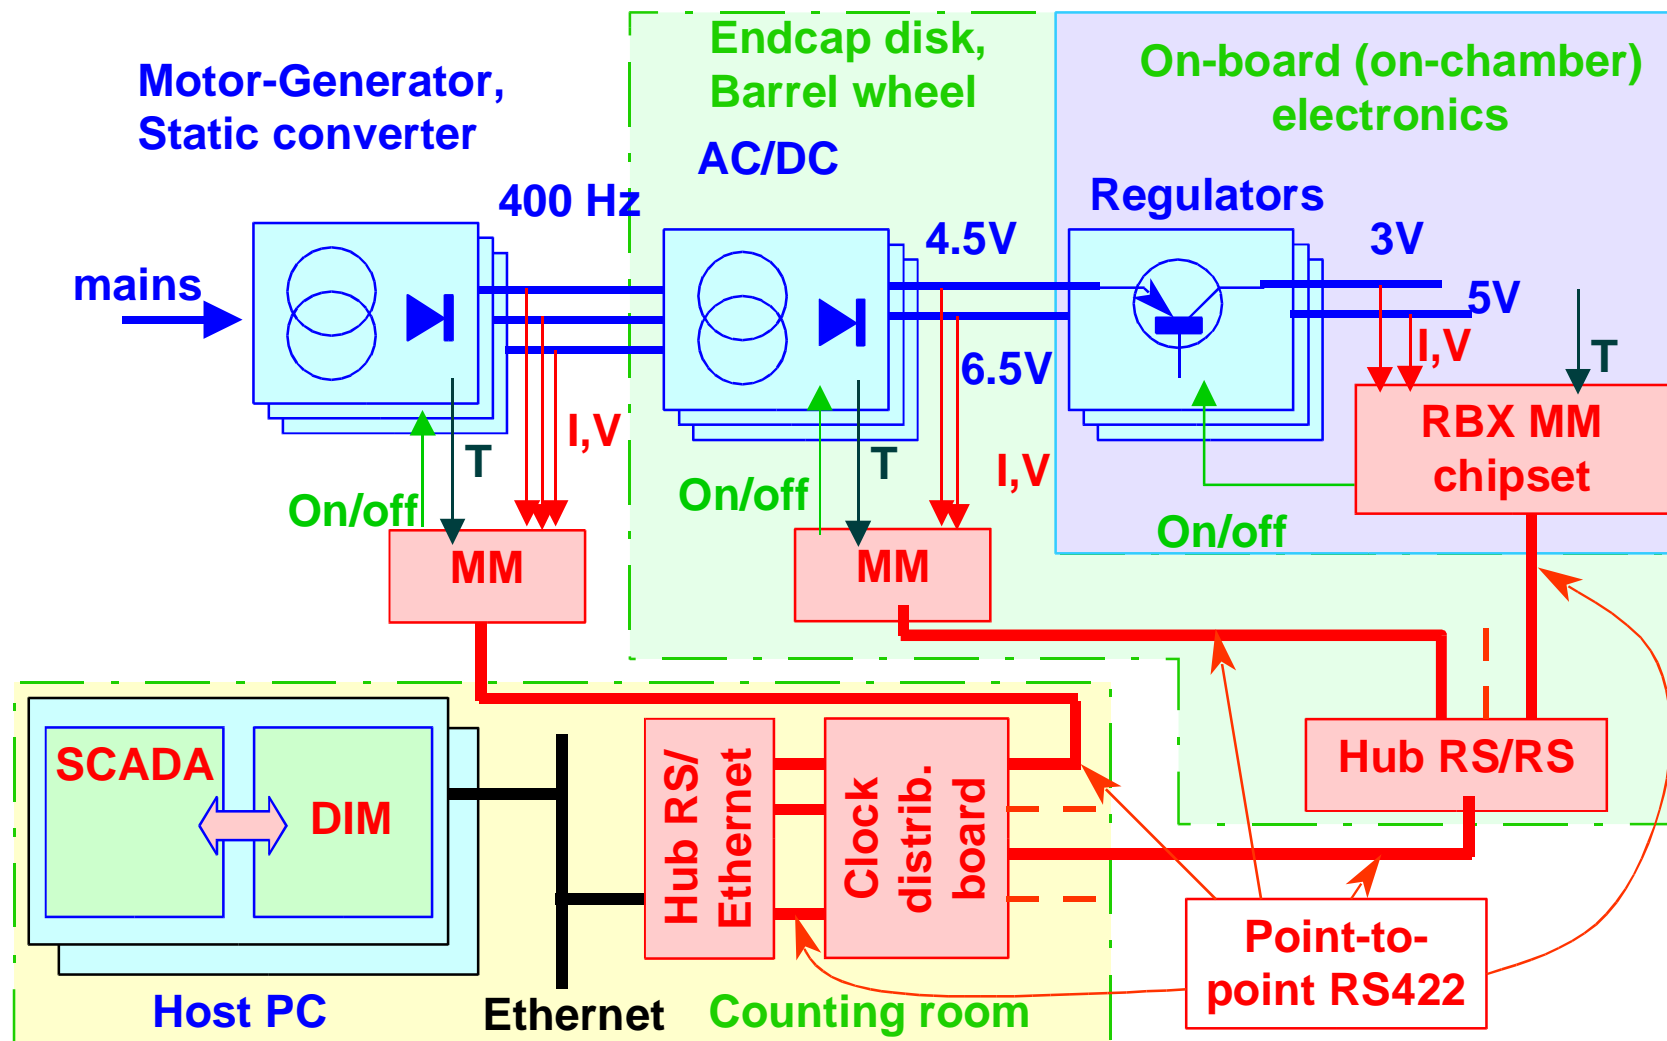 Endcap disk,
Barrel wheel
On-board (on-chamber)
electronics
Motor-Generator,
Static converter
AC/DC
Regulators
400 Hz
4.5V
3V
mains
5V
6.5V
I,V
T
I,V
T
On/off
T
I,V
On/off
RBX MM
chipset
On/off
MM
MM
SCADA
DIM
Hub RS/
Ethernet
Clock
distrib.
board
Hub RS/RS
Point-to-
point RS422
Host PC
Ethernet
Counting room